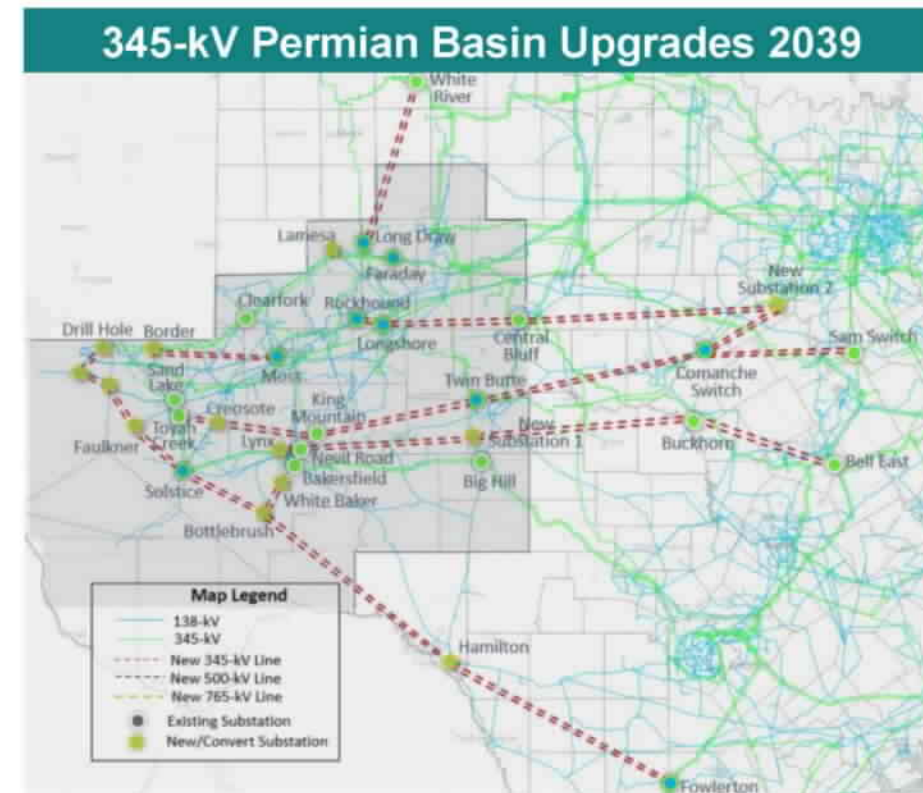 345-kV Permian Basin Upgrades 2039
White
River
Lamesa
Long Draw
Faraday
Clearfork
Rockhound
New
Substation 2
Drill Hole
Border
Longshore
Central
Bluff
Sam Switch
Sand
Lake
Moss
Comanche
Switch
Twin Butte
King
Mountain
Creosote
Toyah
Creek
Lynx
New
Substation 1
Faulkner
Nevil Road
Buckhorn
Bell East
Solstice
Bakersfield
Big Hill
White Baker
Bottlebrush
Map Legend
138-kV
345-kV
New 345-kV Line
New 500-kV Line
New 765-kV Line
Existing Substation
New/Convert Substation
Hamilton
Fowlerton